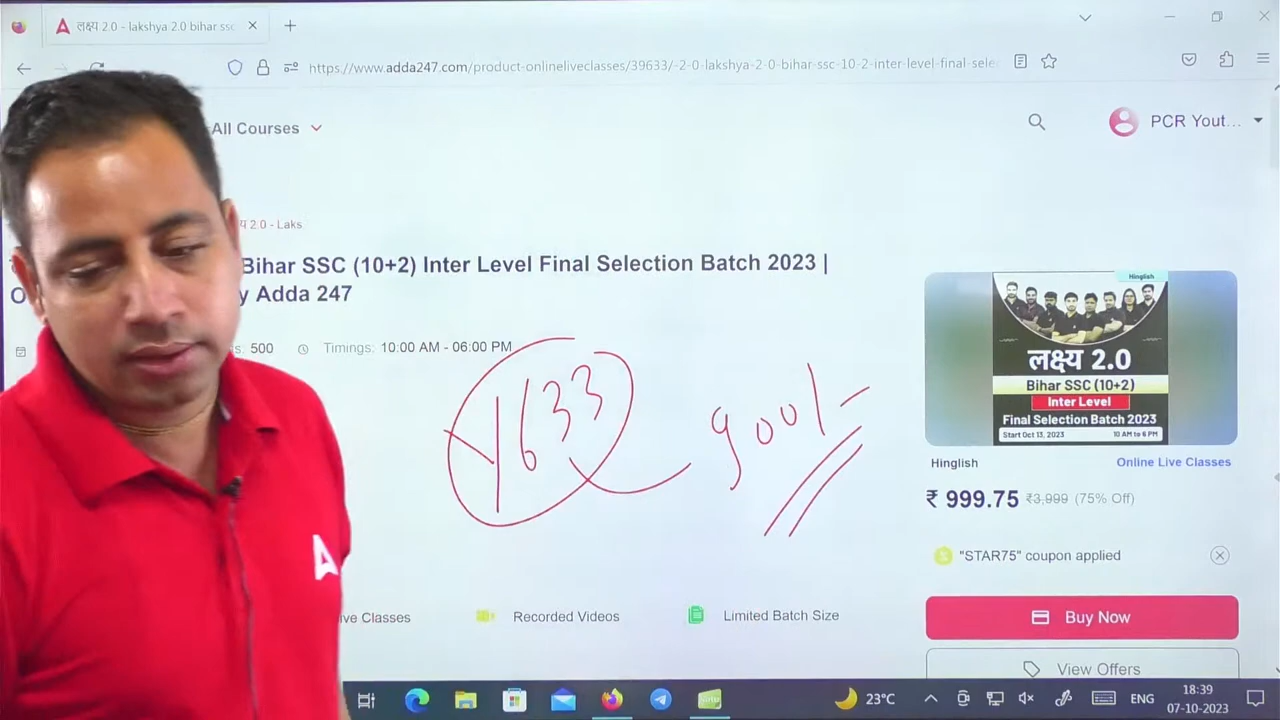 लक्ष्य 2.0 - lakshya 2.0 bihar ssc
https://www.adda247.com/product-onlineliveclasses/39633/-2-0-lakshya-2-0-bihar-ssc-10-2-inter-level-final-sele
All Courses
PCR Yout...
2.0 - Laks
Bihar SSC (10+2) Inter Level Final Selection Batch 2023 |
y Adda 247
500 Timings: 10:00 AM - 06:00 PM
1633
900/-
Hinglish
लक्ष्य 2.0
Bihar SSC (10+2)
Inter Level
Final Selection Batch 2023
Start Oct 13, 2023 10 AM to 6 PM
Hinglish Online Live Classes
₹ 999.75 ₹3,999 (75% Off)
"STAR75" coupon applied
Buy Now
ive Classes Recorded Videos Limited Batch Size
View Offers
23°C ENG 18:39
07-10-2023